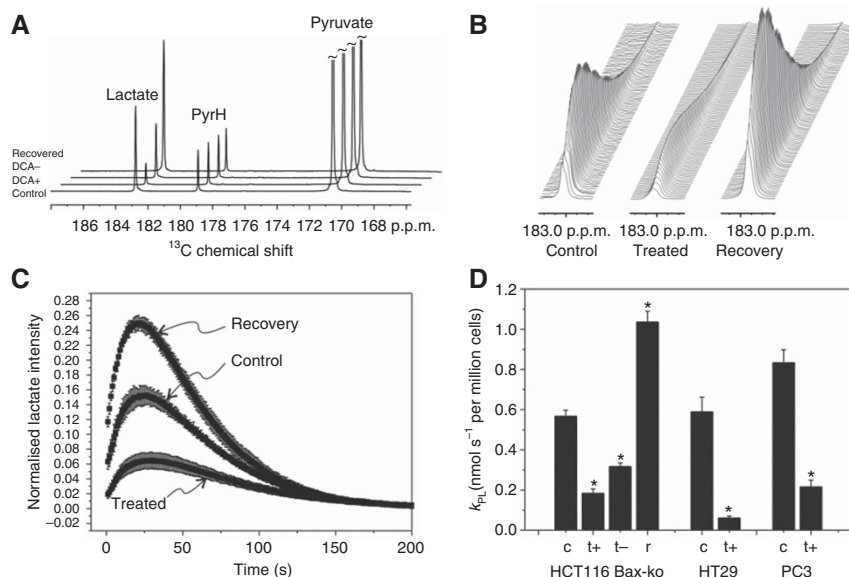 A
Lactate
PyrH
Pyruvate
~ ~ ~ ~
Recovered
DCA–
DCA+
Control
186 184 182 180 178 176 174 172 170 168 p.p.m.
13C chemical shift
B
183.0 p.p.m. 183.0 p.p.m. 183.0 p.p.m.
Control Treated Recovery
C
Normalised lactate intensity
0.28
0.26
0.24
0.22
0.20
0.18
0.16
0.14
0.12
0.10
0.08
0.06
0.04
0.02
0.00
–0.02
Recovery
Control
Treated
0 50 100 150 200
Time (s)
D
kPL(nmol s–1 per million cells)
1.2
1.0
0.8
0.6
0.4
0.2
0.0
* * * * *
c t+ t– r c t+ c t+
HCT116 Bax-ko HT29 PC3